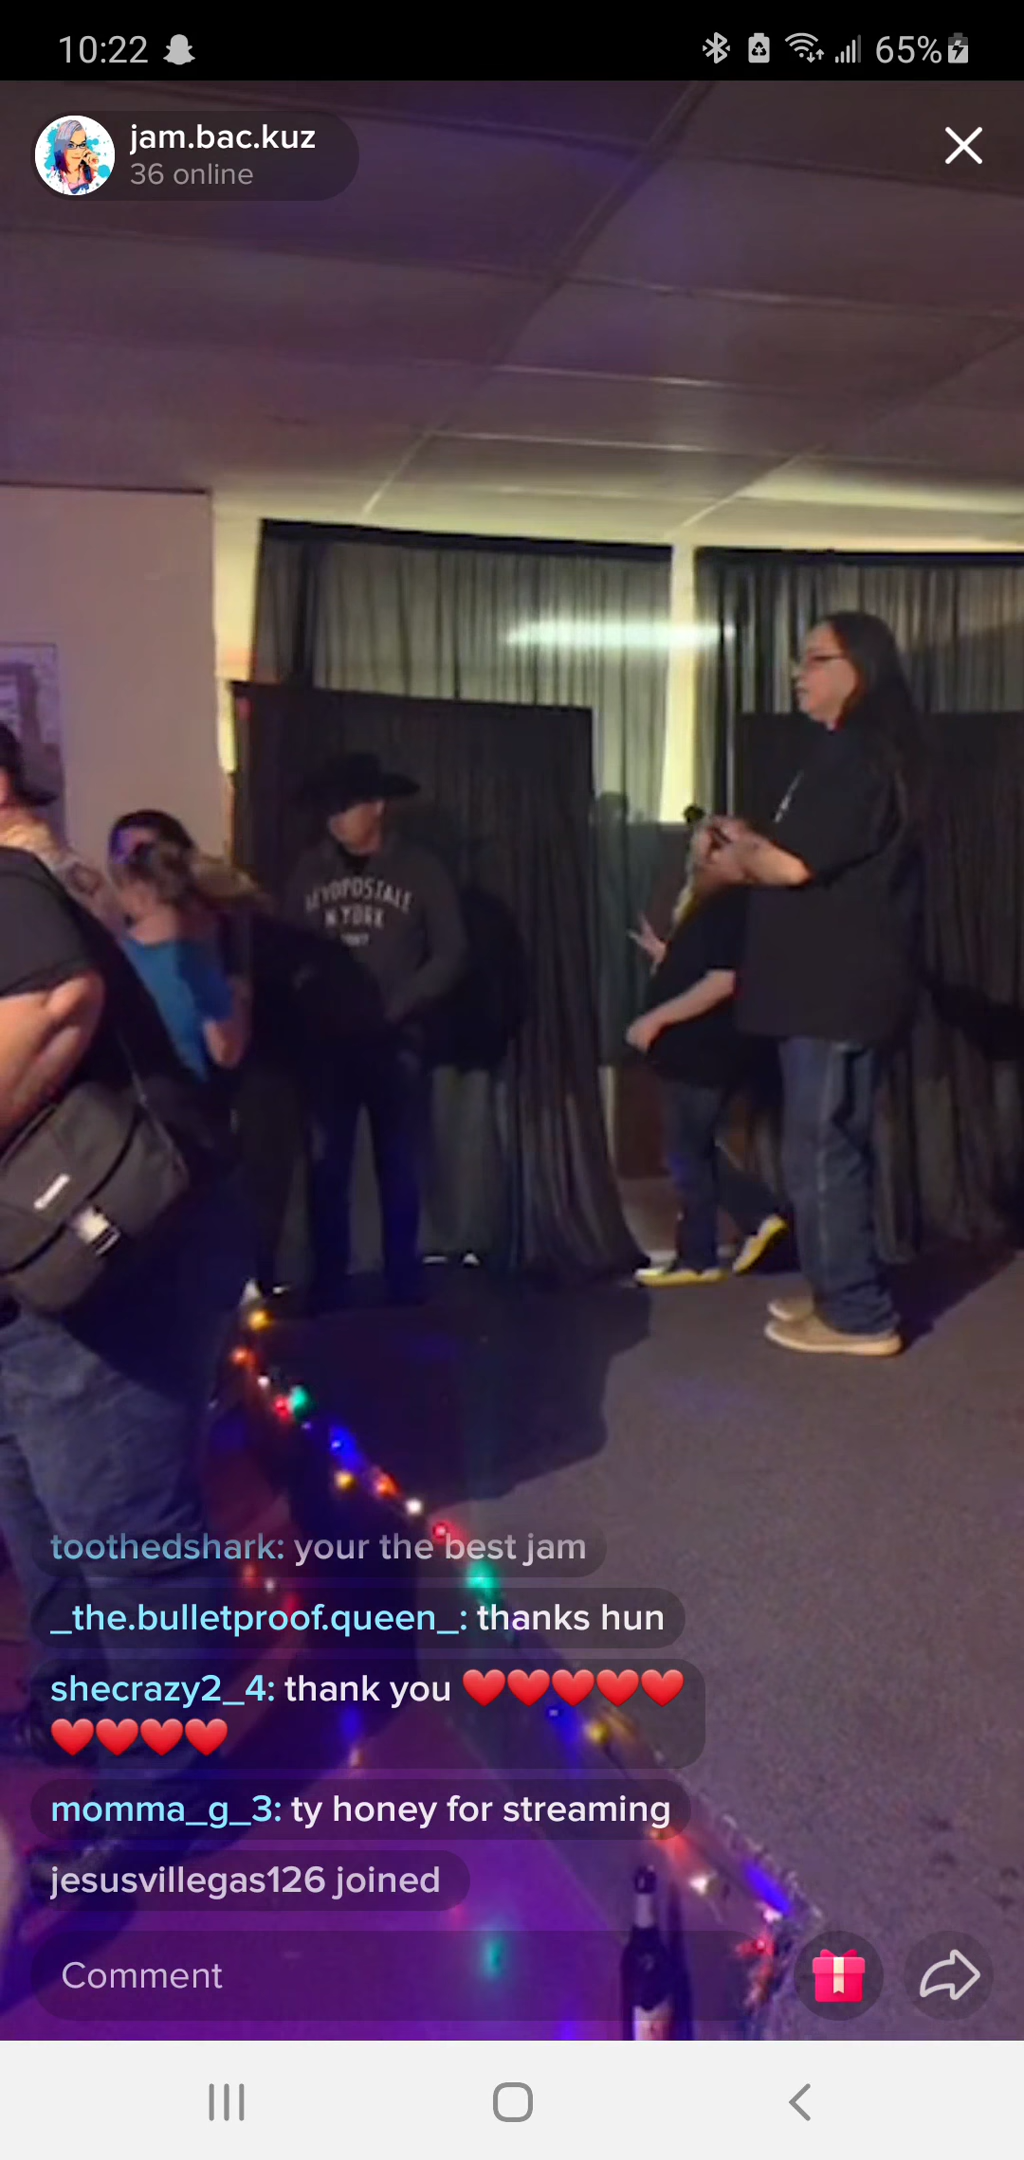 10:22
65%
jam.bac.kuz
36 online
N YORK
toothedshark: your the best jam
_the.bulletproof.queen_: thanks hun
shecrazy2_4: thank you ❤️❤️❤️❤️❤️
❤️❤️❤️❤️
momma_g_3: ty honey for streaming
jesusvillegas126 joined
Comment